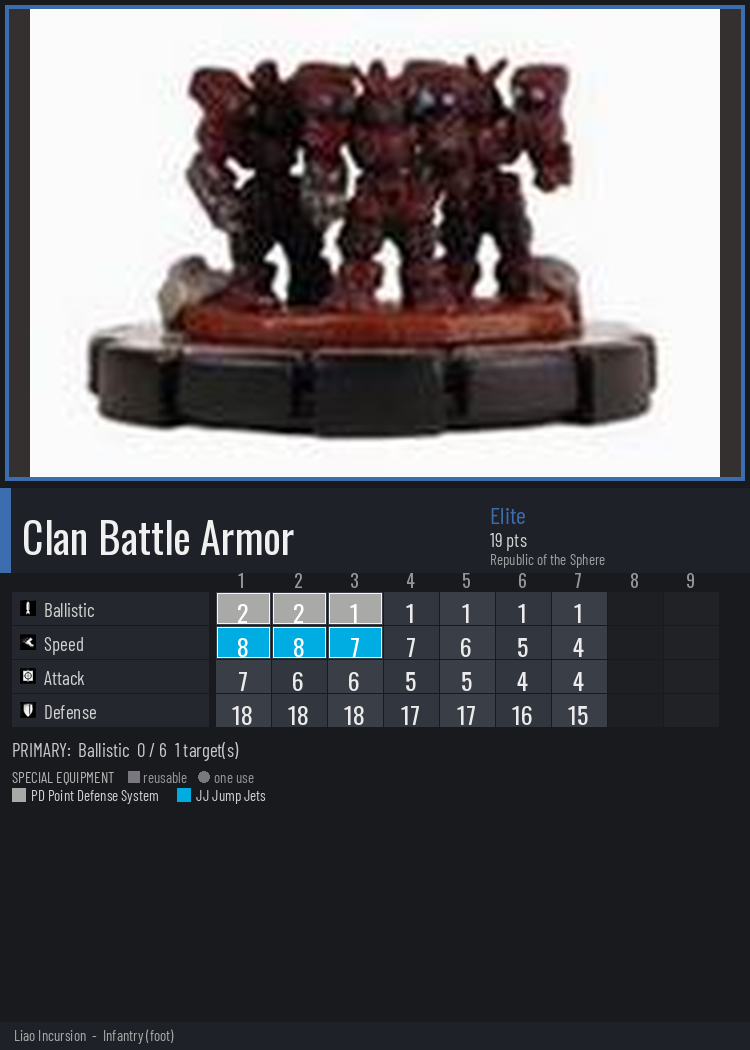 Clan Battle Armor
Elite
19 pts
Republic of the Sphere
1 2 3 4 5 6 7 8 9
Ballistic 2 2 1 1 1 1 1
Speed 8 8 7 7 6 5 4
Attack 7 6 6 5 5 4 4
Defense 18 18 18 17 17 16 15
PRIMARY: Ballistic 0 / 6 1 target(s)
SPECIAL EQUIPMENT reusable one use
PD Point Defense System JJ Jump Jets
Liao Incursion - Infantry (foot)